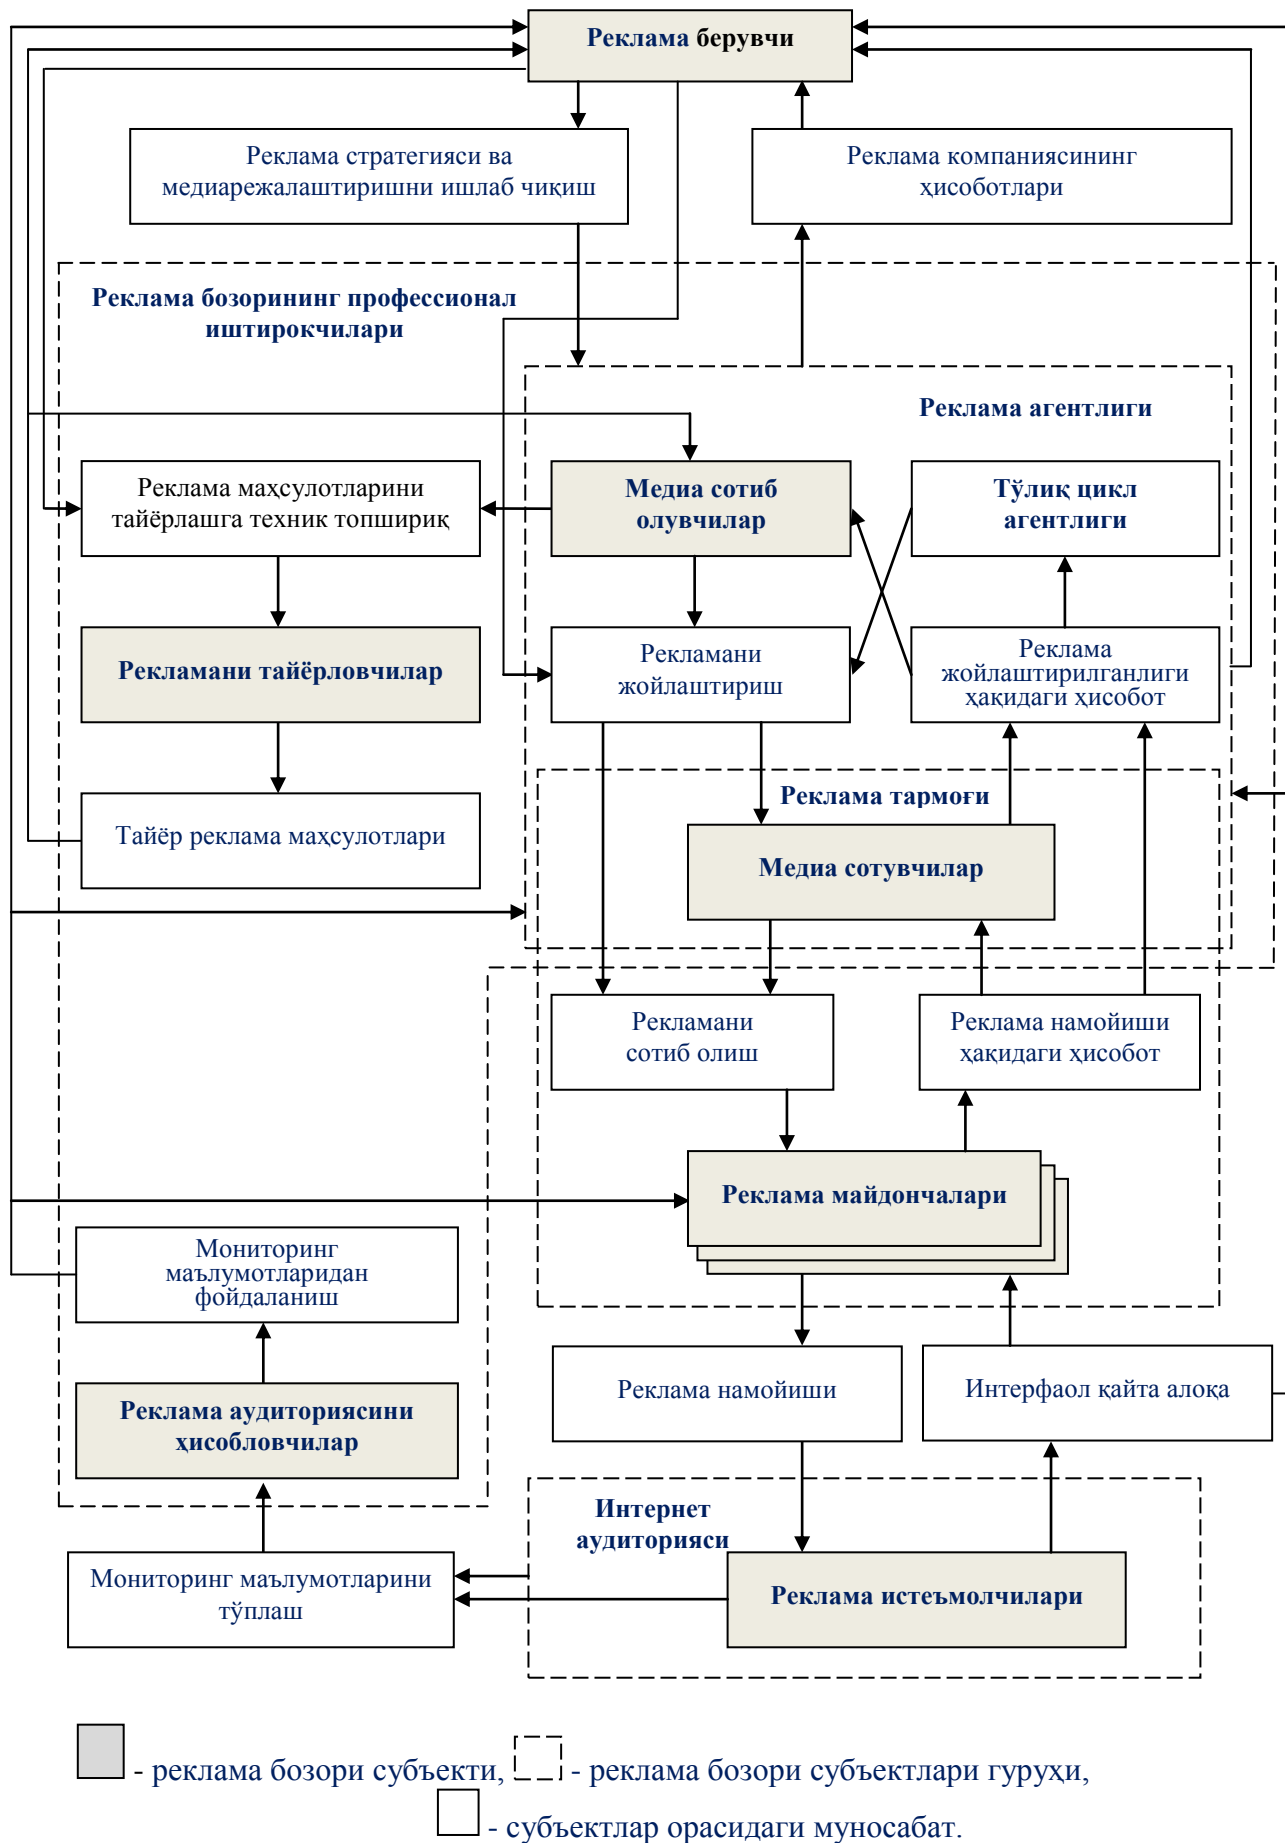 Реклама берувчи
Реклама стратегияси ва
медиарежалаштиришни ишлаб чиқиш
Реклама компаниясининг
ҳисоботлари
Реклама бозорининг профессионал
иштирокчилари
Реклама агентлиги
Реклама маҳсулотларини
тайёрлашга техник топшириқ
Медиа сотиб
олувчилар
Тўлиқ цикл
агентлиги
Рекламани тайёрловчилар
Рекламани
жойлаштириш
Реклама
жойлаштирилганлиги
ҳақидаги ҳисобот
Реклама тармоғи
Тайёр реклама маҳсулотлари
Медиа сотувчилар
Рекламани
сотиб олиш
Реклама намойиши
ҳақидаги ҳисобот
Реклама майдончалари
Мониторинг
маълумотларидан
фойдаланиш
Реклама намойиши
Интерфаол қайта алоқа
Реклама аудиториясини
ҳисобловчилар
Интернет
аудиторияси
Мониторинг маълумотларини
тўплаш
Реклама истеъмолчилари
- реклама бозори субъекти, - реклама бозори субъектлари гуруҳи,
- субъектлар орасидаги муносабат.